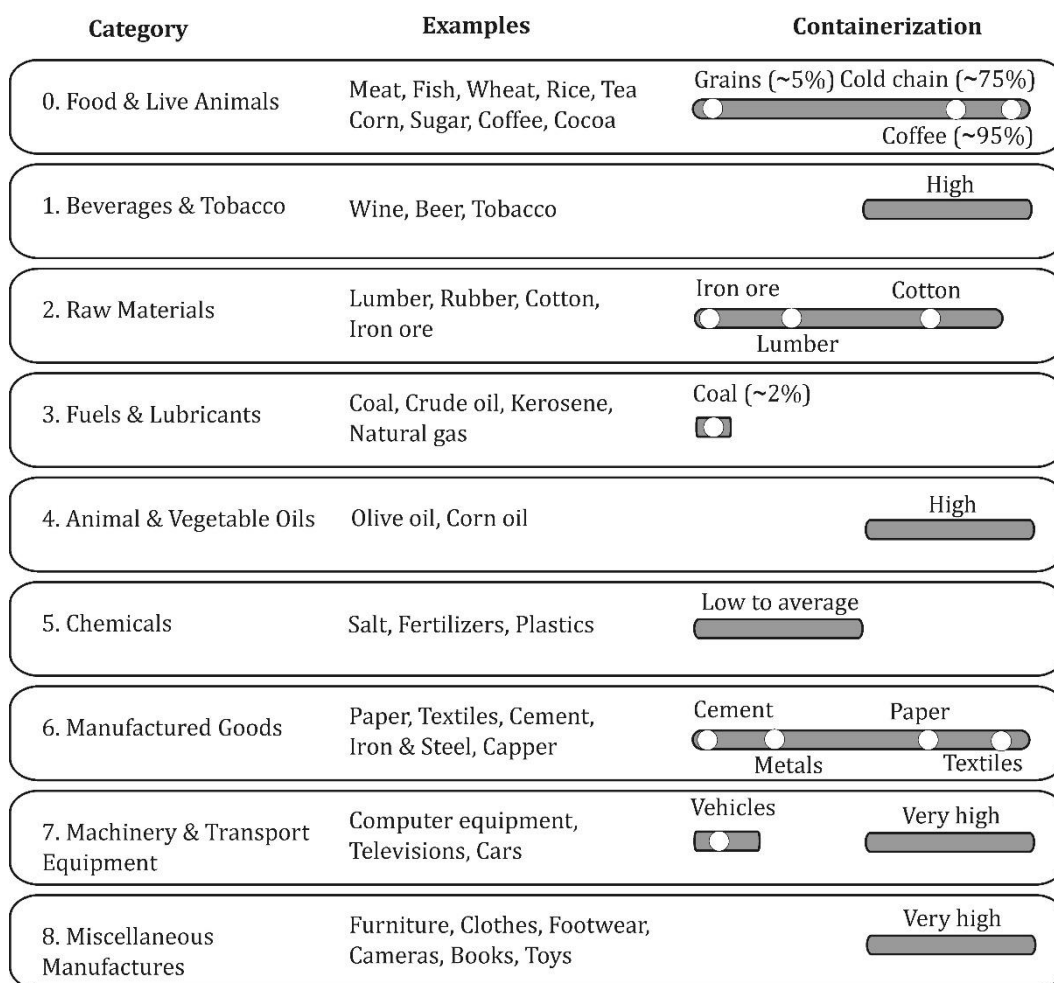 Category Examples Containerization
0. Food & Live Animals
Meat, Fish, Wheat, Rice, Tea
Corn, Sugar, Coffee, Cocoa
Grains (~5%) Cold chain (~75%)
Coffee (~95%)
1. Beverages & Tobacco
Wine, Beer, Tobacco
High
2. Raw Materials
Lumber, Rubber, Cotton,
Iron ore
Iron ore Cotton
Lumber
3. Fuels & Lubricants
Coal, Crude oil, Kerosene,
Natural gas
Coal (~2%)
4. Animal & Vegetable Oils
Olive oil, Corn oil
High
5. Chemicals
Salt, Fertilizers, Plastics
Low to average
6. Manufactured Goods
Paper, Textiles, Cement,
Iron & Steel, Capper
Cement Paper
Metals Textiles
7. Machinery & Transport
Equipment
Computer equipment,
Televisions, Cars
Vehicles Very high
8. Miscellaneous
Manufactures
Furniture, Clothes, Footwear,
Cameras, Books, Toys
Very high